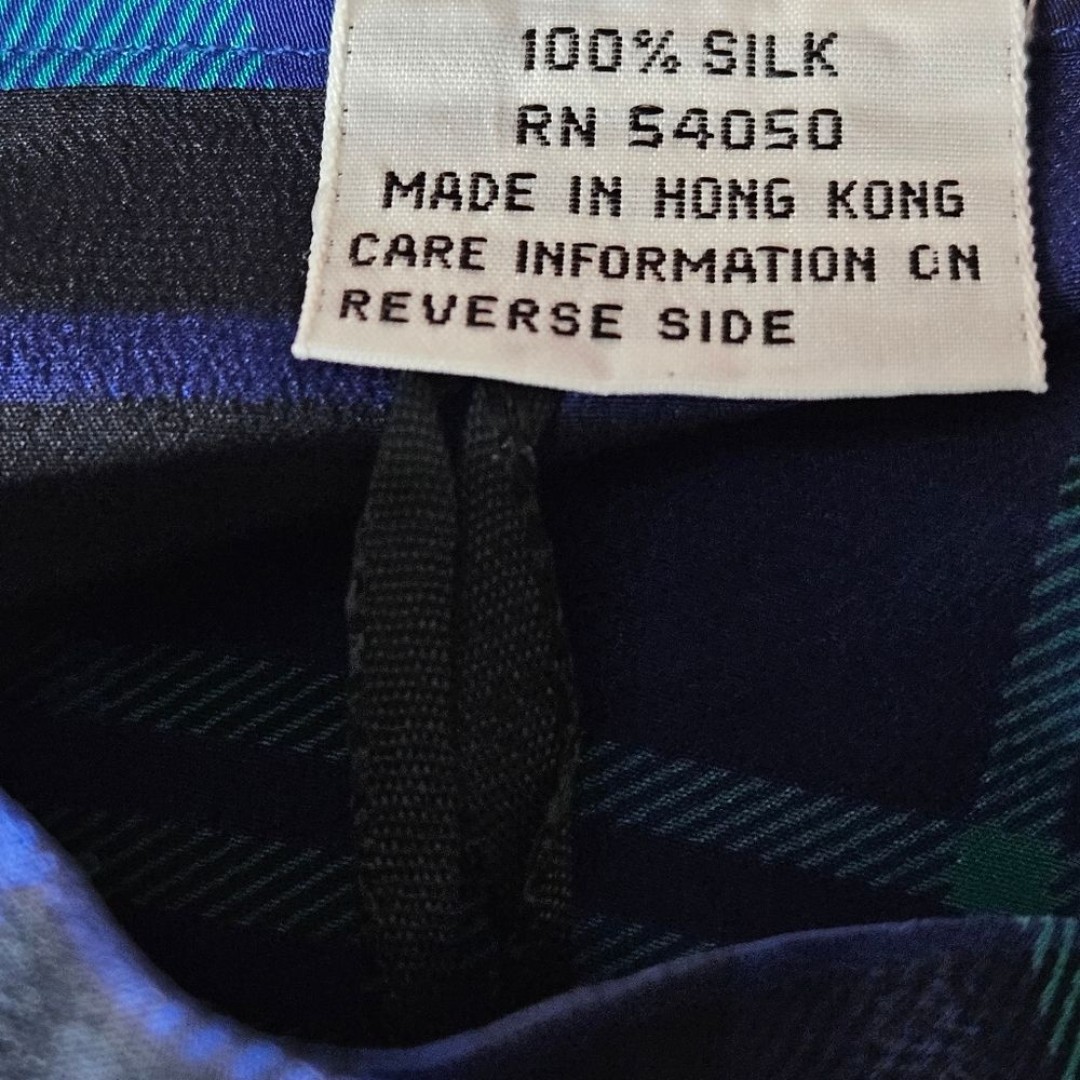 100% SILK
RN 54050
MADE IN HONG KONG
CARE INFORMATION ON
REVERSE SIDE